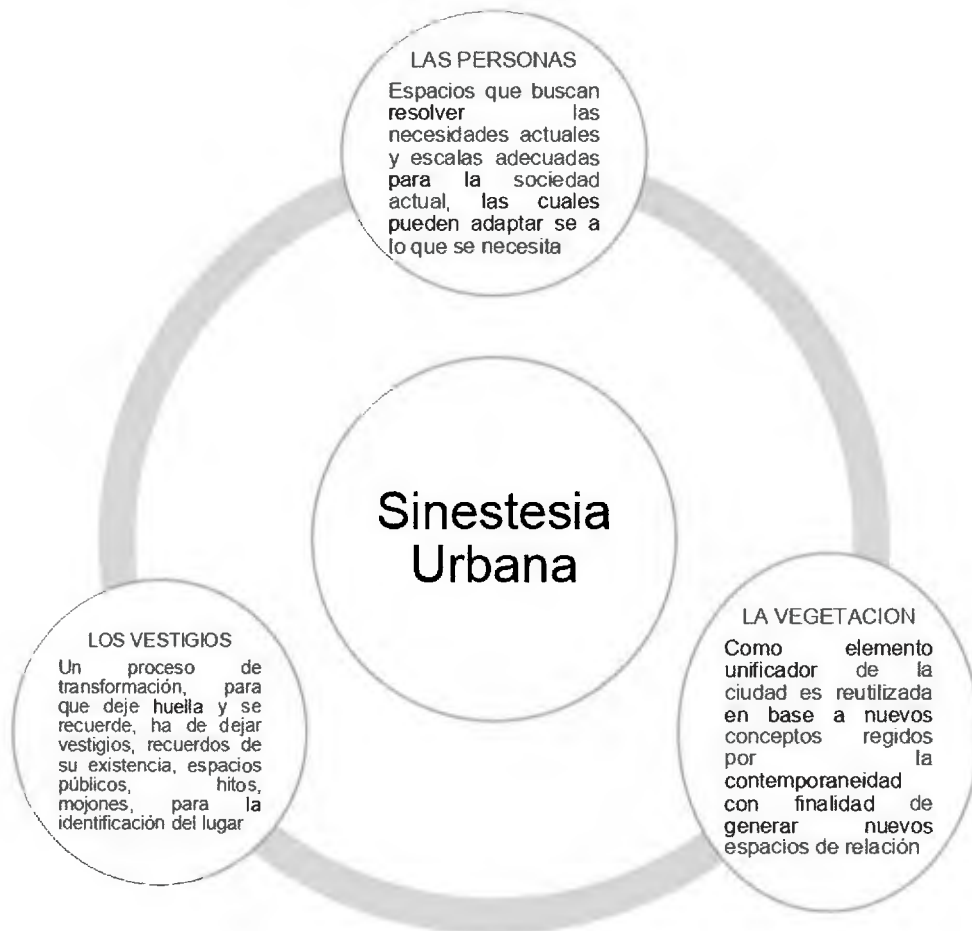 LAS PERSONAS
Espacios que buscan
resolver las
necesidades actuales
y escalas adecuadas
para la sociedad
actual, las cuales
pueden adaptar se a
lo que se necesita
Sinestesia
Urbana
LOS VESTIGIOS
Un proceso de
transformación, para
que deje huella y se
recuerde, ha de dejar
vestigios, recuerdos de
su existencia, espacios
públicos, hitos,
mojones, para la
identificación del lugar
LA VEGETACION
Como elemento
unificador de la
ciudad es reutilizada
en base a nuevos
conceptos regidos
por la
contemporaneidad
con finalidad de
generar nuevos
espacios de relación